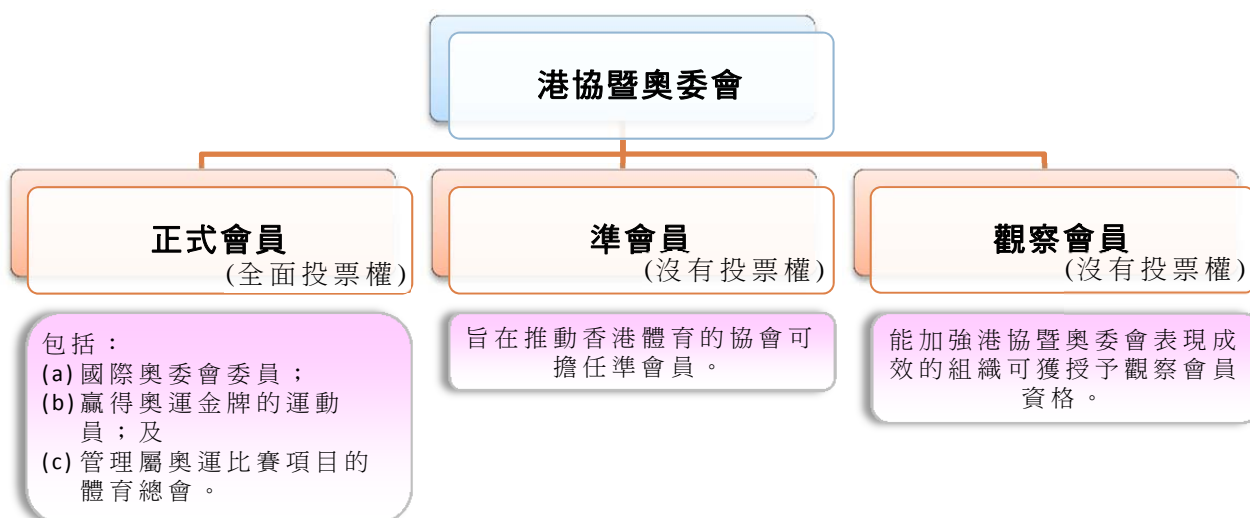 港協暨奧委會
正式會員
(全面投票權)
準會員
(沒有投票權)
觀察會員
(沒有投票權)
包括：
(a) 國際奧委會委員；
(b) 贏得奧運金牌的運動
員；及
(c) 管理屬奧運比賽項目的
體育總會。
旨在推動香港體育的協會可
擔任準會員。
能加強港協暨奧委會表現成
效的組織可獲授予觀察會員
資格。